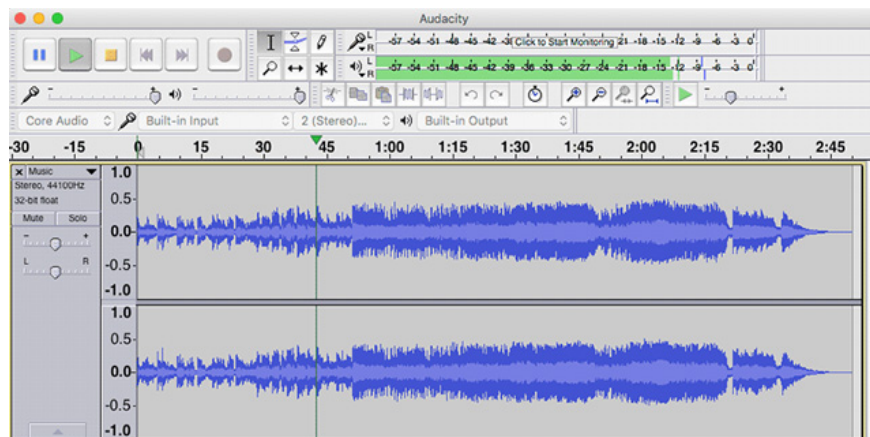 Audacity
L
R
-57 -54 -51 -48 -45 -42 -3 Click to Start Monitoring 21 -18 -15 -12 -9 -6 -3 0
L
R
-57 -54 -51 -48 -45 -42 -39 -36 -33 -30 -27 -24 -21 -18 -15 -12 -9 -6 -3 0
- + - +
Core Audio Built-in Input 2 (Stereo)... Built-in Output
-30 -15 0 15 30 45 1:00 1:15 1:30 1:45 2:00 2:15 2:30 2:45
x Music
Stereo, 44100Hz
32-bit float
Mute Solo
- +
L R
1.0
0.5-
0.0-
-0.5-
-1.0
1.0
0.5-
0.0-
-0.5-
-1.0